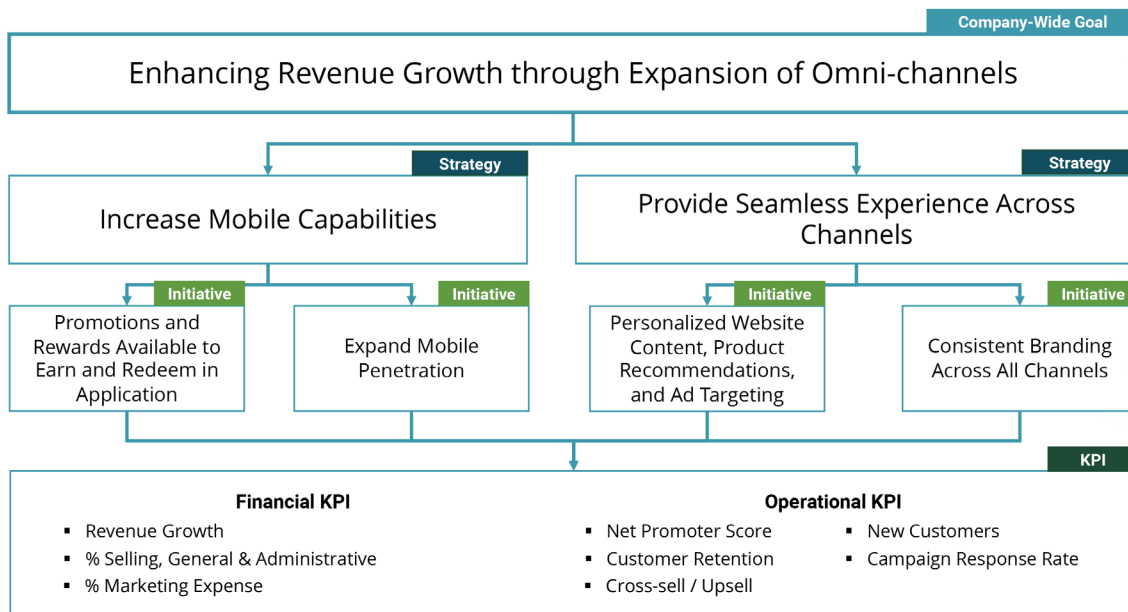 Company-Wide Goal
Enhancing Revenue Growth through Expansion of Omni-channels
Strategy
Increase Mobile Capabilities
Strategy
Provide Seamless Experience Across
Channels
Initiative
Promotions and
Rewards Available to
Earn and Redeem in
Application
Initiative
Expand Mobile
Penetration
Initiative
Personalized Website
Content, Product
Recommendations,
and Ad Targeting
Initiative
Consistent Branding
Across All Channels
KPI
Financial KPI
▪ Revenue Growth
▪ % Selling, General & Administrative
▪ % Marketing Expense
Operational KPI
▪ Net Promoter Score
▪ Customer Retention
▪ Cross-sell / Upsell
▪ New Customers
▪ Campaign Response Rate